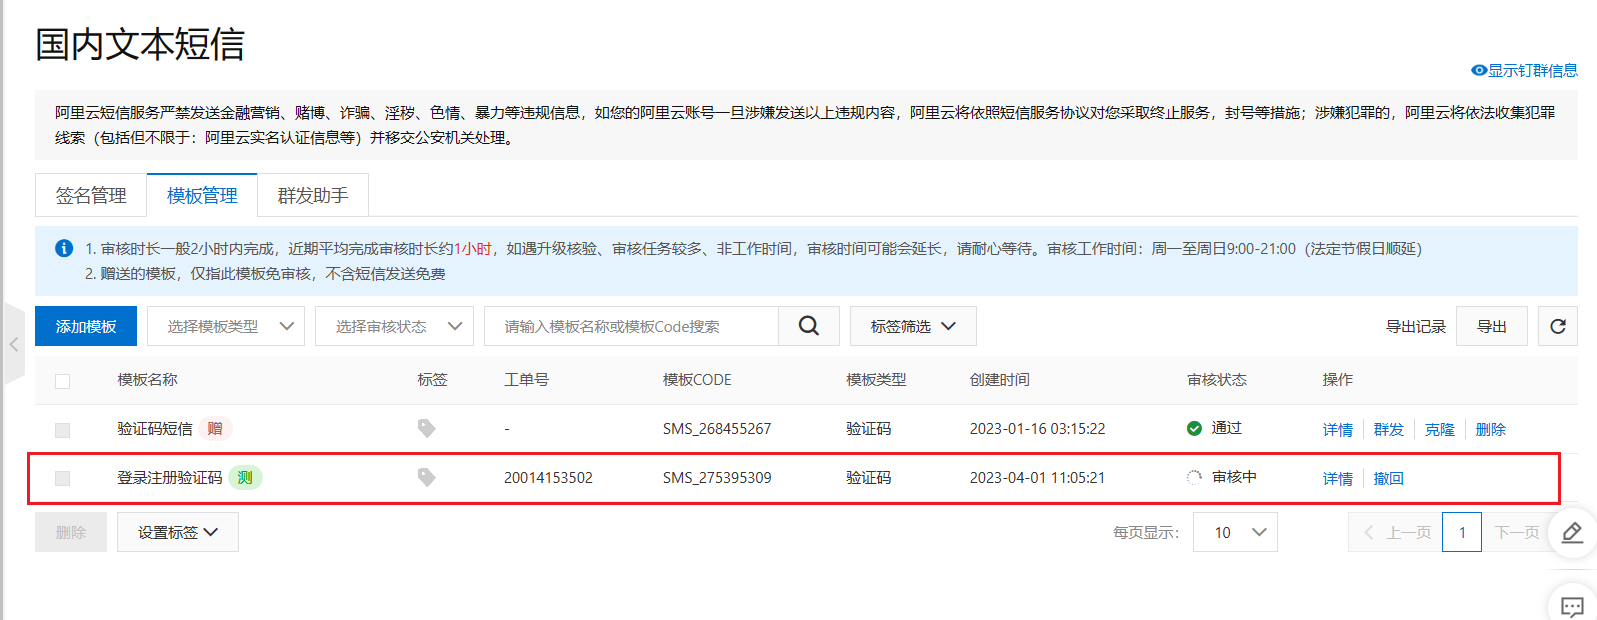 国内文本短信
显示钉群信息
阿里云短信服务严禁发送金融营销、赌博、诈骗、淫秽、色情、暴力等违规信息，如您的阿里云账号一旦涉嫌发送以上违规内容，阿里云将依照短信服务协议对您采取终止服务，封号等措施；涉嫌犯罪的，阿里云将依法收集犯罪
线索（包括但不限于：阿里云实名认证信息等）并移交公安机关处理。
签名管理 模板管理 群发助手
1. 审核时长一般2小时内完成，近期平均完成审核时长约1小时，如遇升级核验、审核任务较多、非工作时间，审核时间可能会延长，请耐心等待。审核工作时间：周一至周日9:00-21:00（法定节假日顺延）
2. 赠送的模板，仅指此模板免审核，不含短信发送免费
添加模板 选择模板类型 选择审核状态 请输入模板名称或模板Code搜索 标签筛选 导出记录 导出
模板名称 标签 工单号 模板CODE 模板类型 创建时间 审核状态 操作
验证码短信 赠 - SMS_268455267 验证码 2023-01-16 03:15:22 通过 详情 群发 克隆 删除
登录注册验证码 测 20014153502 SMS_275395309 验证码 2023-04-01 11:05:21 审核中 详情 撤回
删除 设置标签 每页显示： 10 上一页 1 下一页